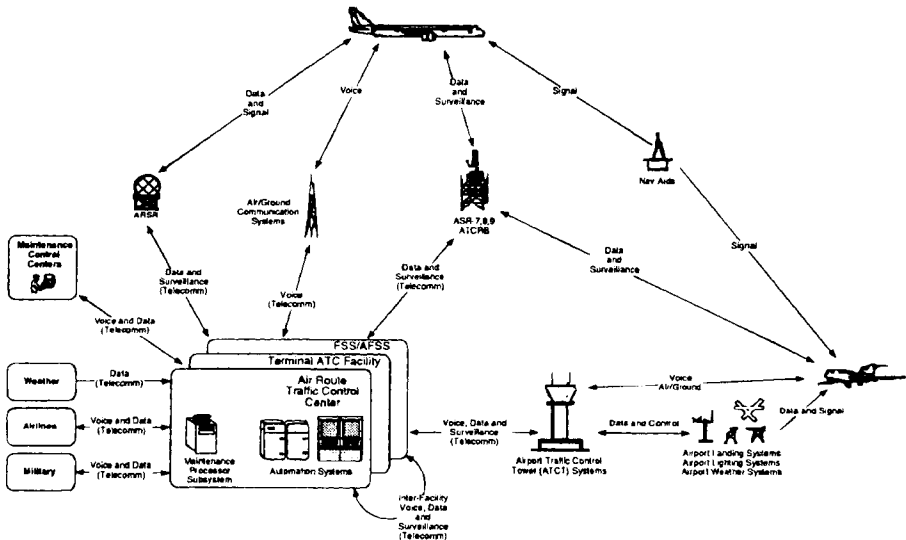 Data
and
Signal
Voice
Data
and
Surveillance
Signal
ARSR
Air/Ground
Communication
Systems
ASR-7,8,9
ATCRB
Nav Aids
Maintenance
Control
Centers
Data and
Surveillance
(Telecomm)
Voice
(Telecomm)
Data and
Surveillance
(Telecomm)
Data
and
Surveillance
Signal
Voice and Data
(Telecomm)
FSS/AFSS
Terminal ATC Facility
Air Route
Traffic Control
Center
Weather
Data
(Telecomm)
Airlines
Voice and Data
(Telecomm)
Military
Voice and Data
(Telecomm)
Maintenance
Processor
Subsystem
Automation Systems
Voice, Data and
Surveillance
(Telecomm)
Voice
Air/Ground
Data and Control
Data and Signal
Airport Traffic Control
Tower (ATCT) Systems
Airport Landing Systems
Airport Lighting Systems
Airport Weather Systems
Inter-Facility
Voice, Data
and
Surveillance
(Telecomm)